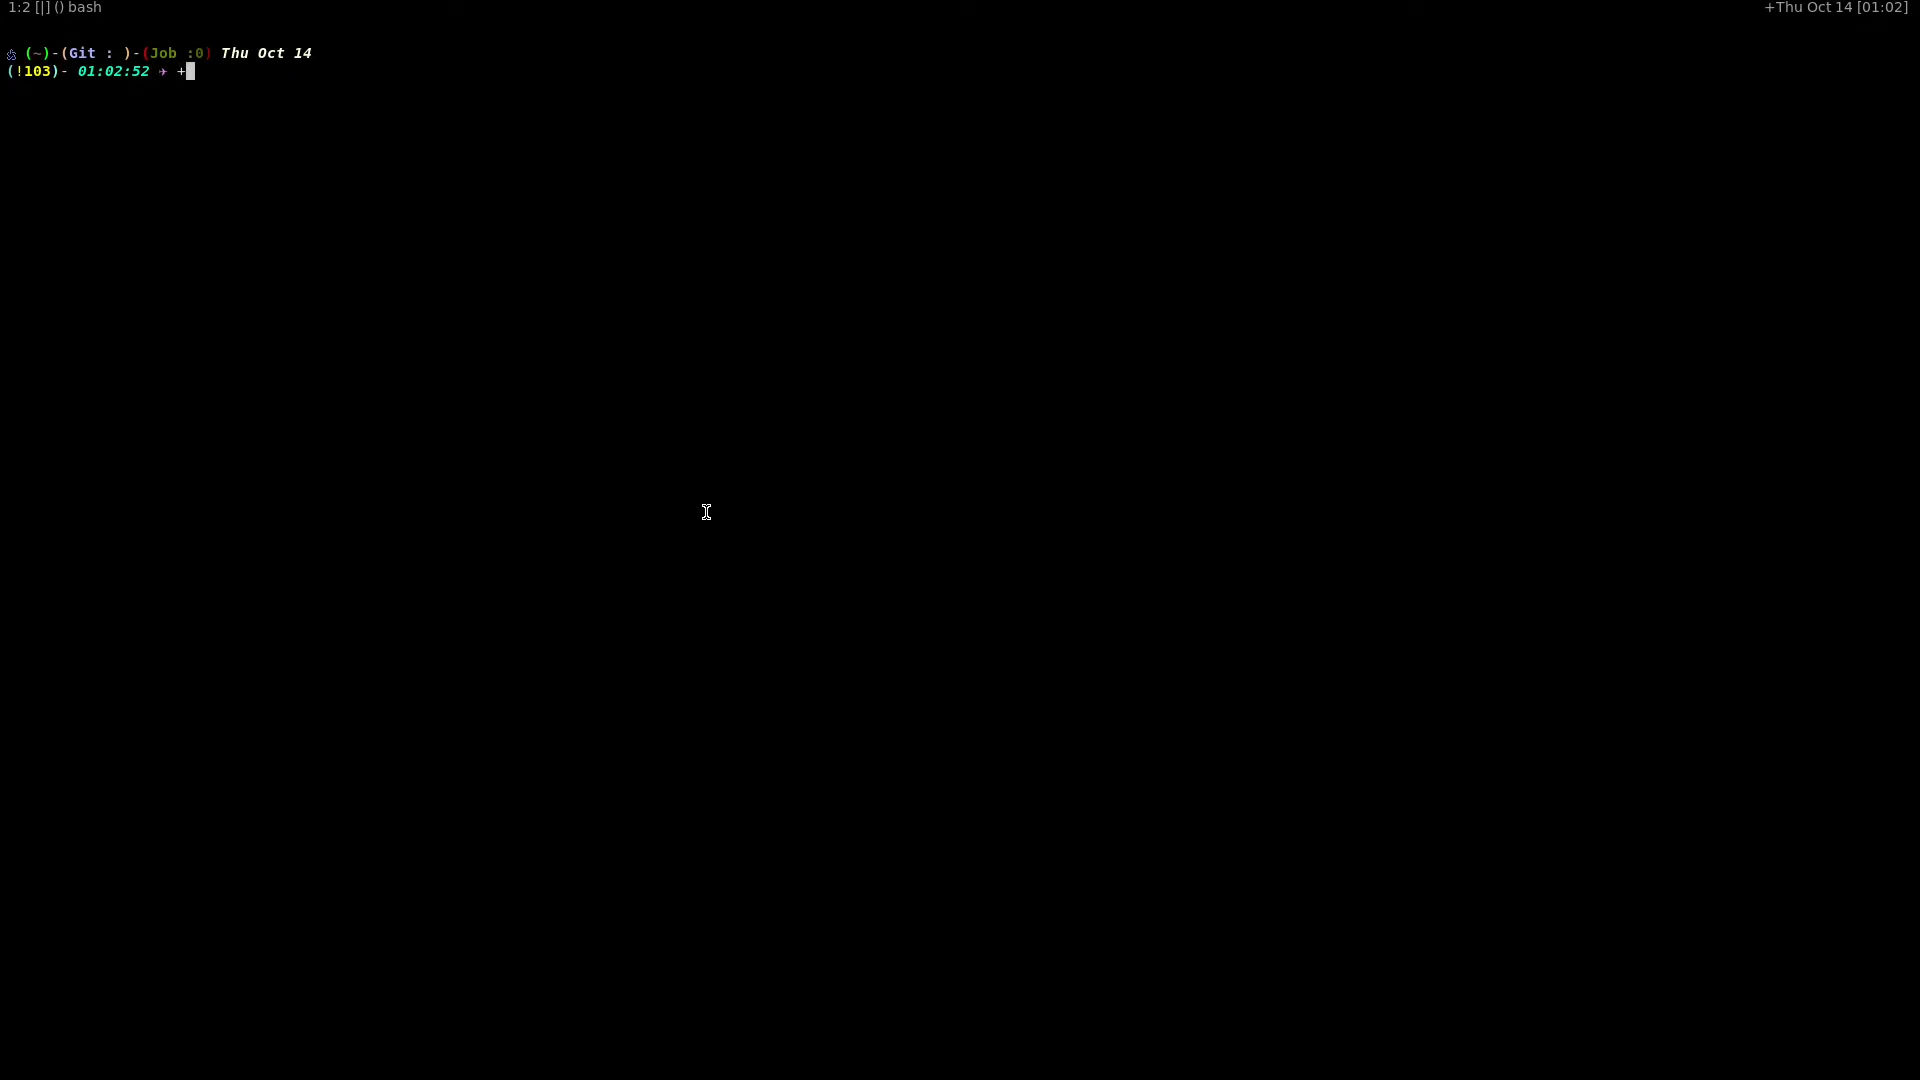 1:2 [|] () bash
+Thu Oct 14 [01:02]
(~)-(Git : )-(Job :0) Thu Oct 14
(!103)- 01:02:52 ✈ +